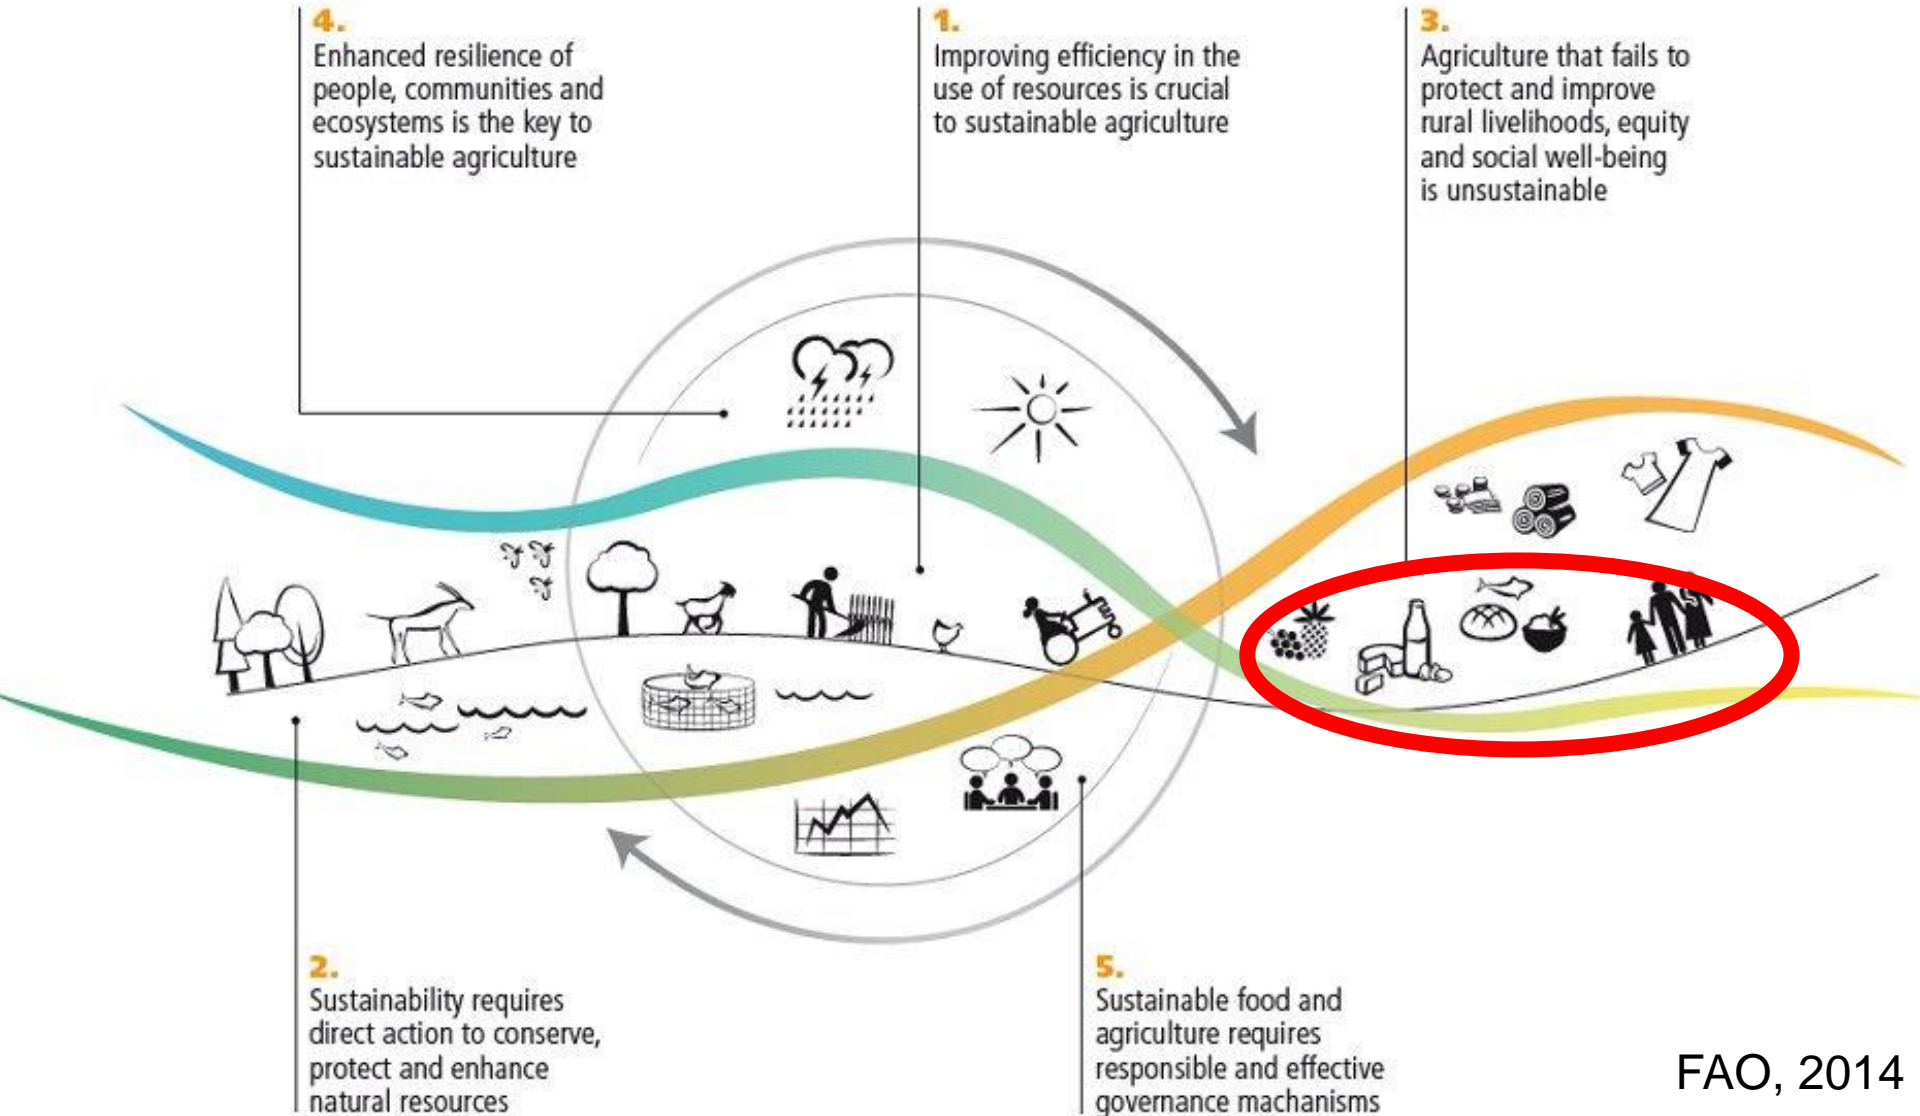 4.
Enhanced resilience of
people, communities and
ecosystems is the key to
sustainable agriculture
1.
Improving efficiency in the
use of resources is crucial
to sustainable agriculture
3.
Agriculture that fails to
protect and improve
rural livelihoods, equity
and social well-being
is unsustainable
2.
Sustainability requires
direct action to conserve,
protect and enhance
natural resources
5.
Sustainable food and
agriculture requires
responsible and effective
governance machanisms
FAO, 2014